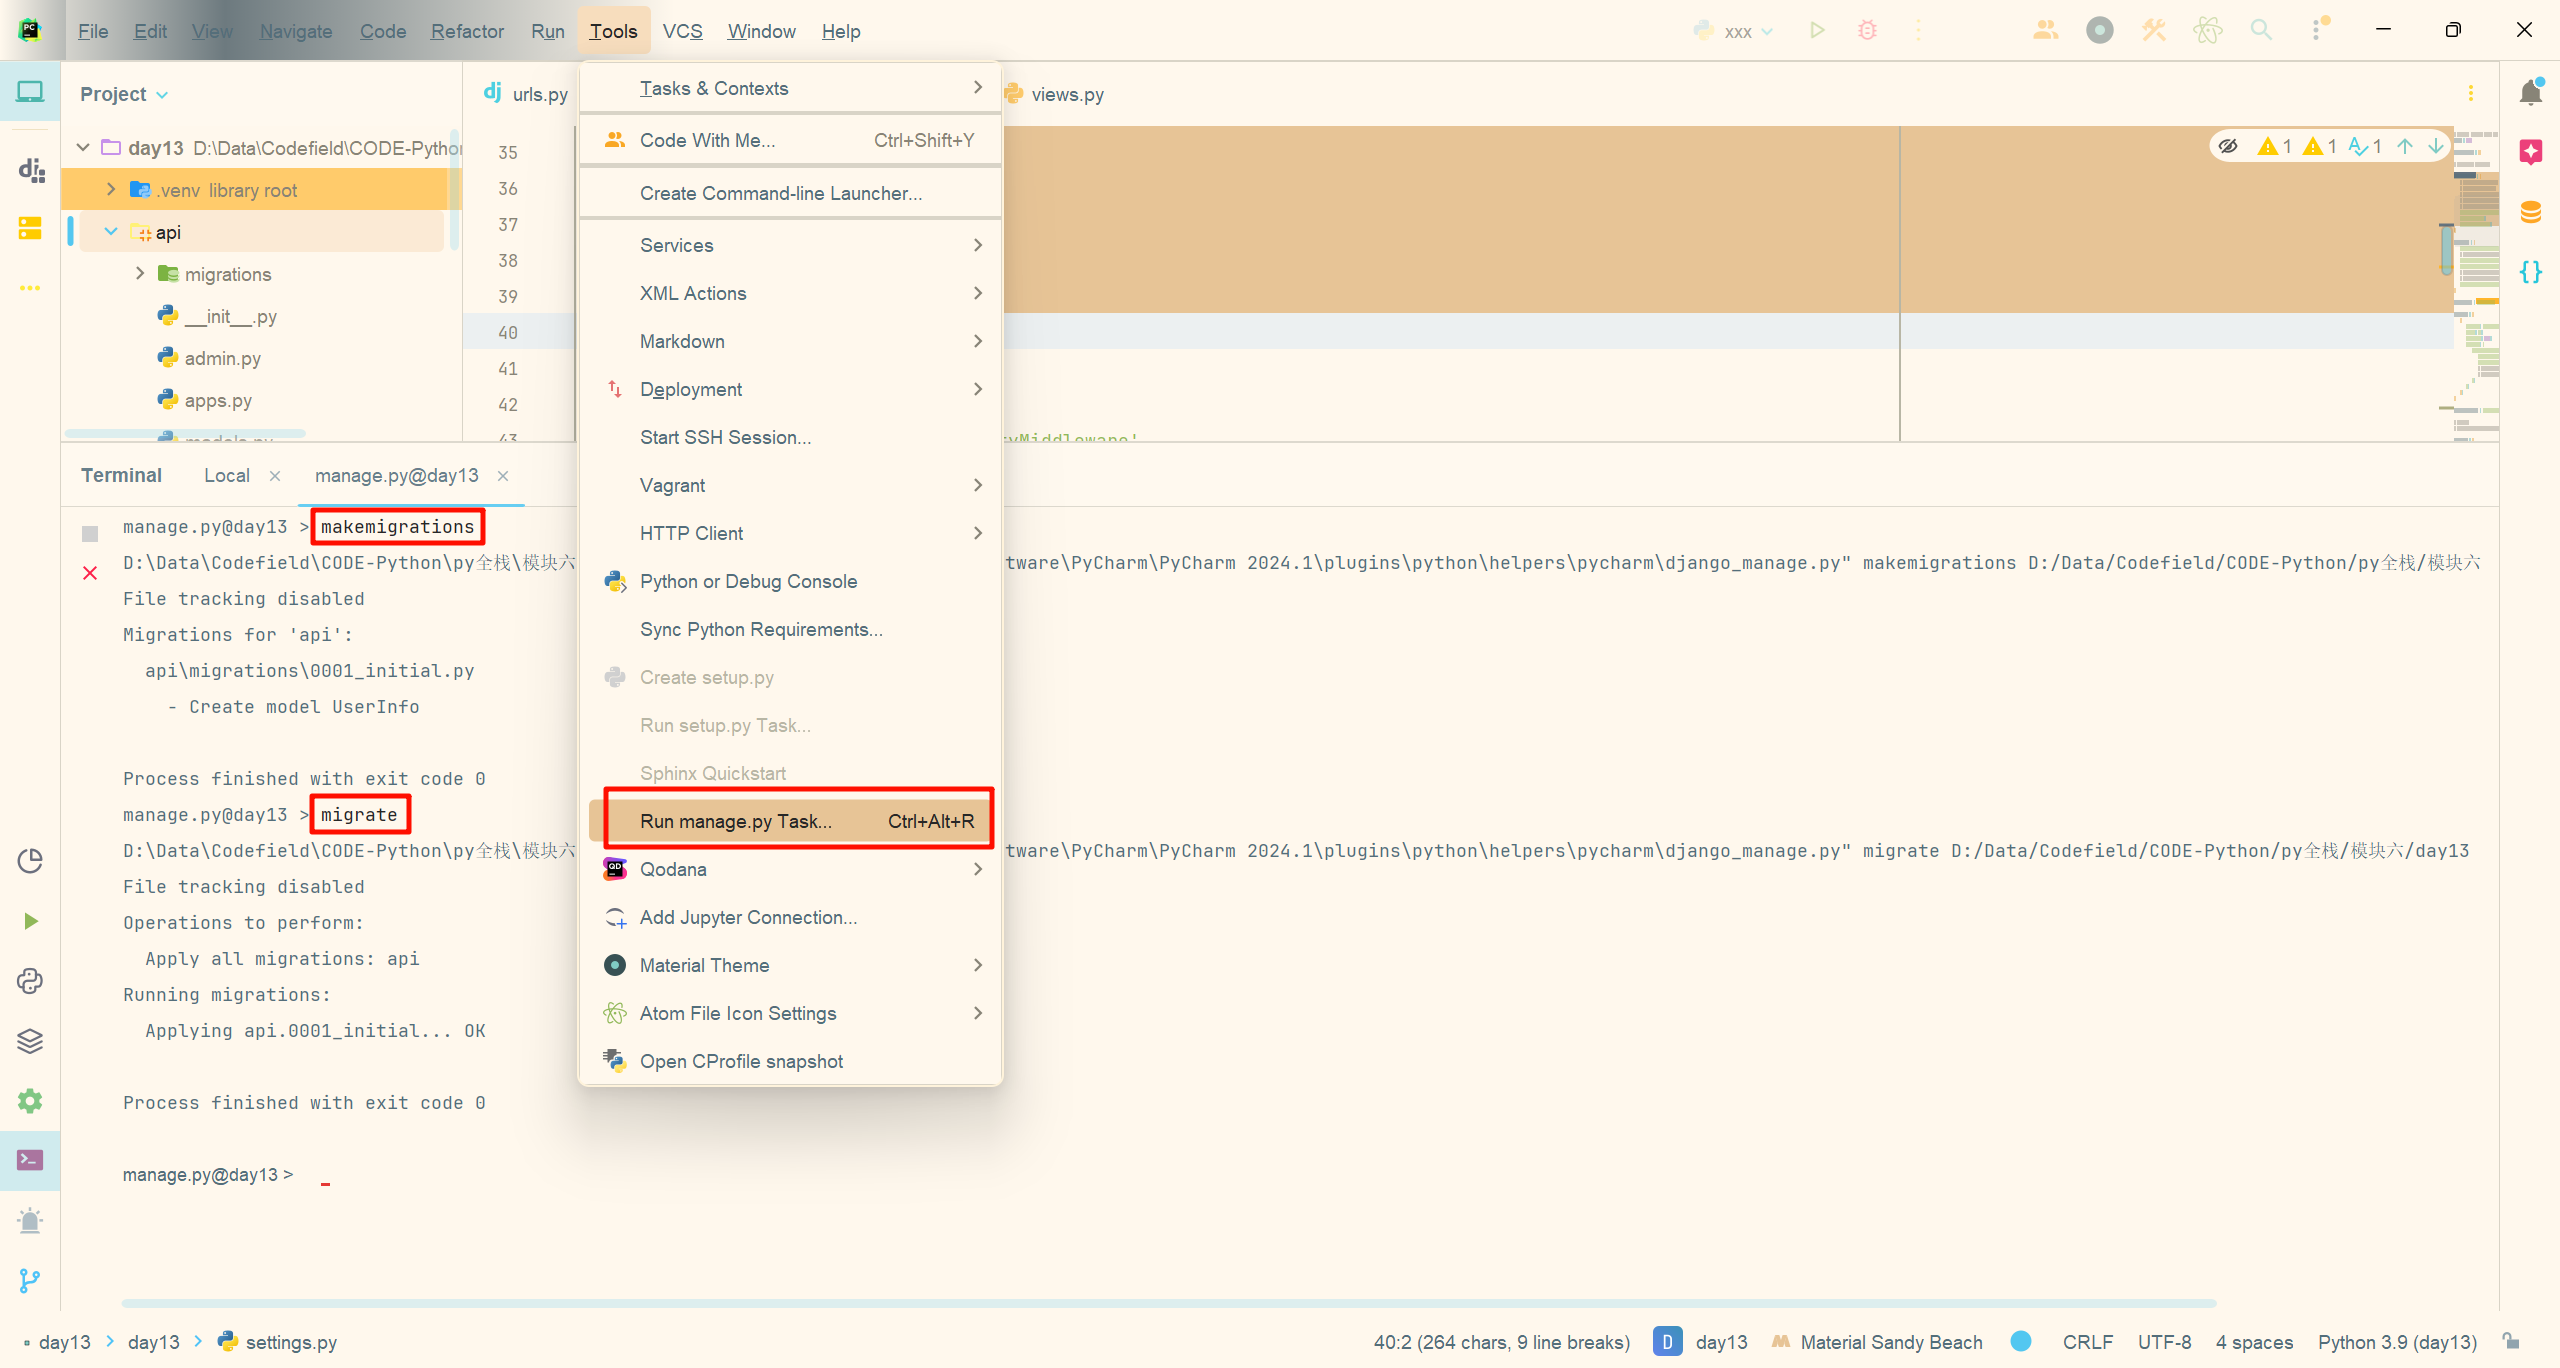 File Edit View Navigate Code Refactor Run Tools VCS Window Help
xxx
Project
urls.py
views.py
day13 D:\Data\Codefield\CODE-Pytho
.venv library root
api
migrations
__init__.py
admin.py
apps.py
models.py
35
36
37
38
39
40
41
42
43
1 1 1
yMiddleware'
Tasks & Contexts
Code With Me... Ctrl+Shift+Y
Create Command-line Launcher...
Services
XML Actions
Markdown
Deployment
Start SSH Session...
Vagrant
HTTP Client
Python or Debug Console
Sync Python Requirements...
Create setup.py
Run setup.py Task...
Sphinx Quickstart
Run manage.py Task... Ctrl+Alt+R
Qodana
Add Jupyter Connection...
Material Theme
Atom File Icon Settings
Open CProfile snapshot
Terminal Local manage.py@day13
manage.py@day13 > makemigrations
D:\Data\Codefield\CODE-Python\py全栈\模块六 tware\PyCharm\PyCharm 2024.1\plugins\python\helpers\pycharm\django_manage.py" makemigrations D:/Data/Codefield/CODE-Python/py全栈/模块六
File tracking disabled
Migrations for 'api':
api\migrations\0001_initial.py
- Create model UserInfo
Process finished with exit code 0
manage.py@day13 > migrate
D:\Data\Codefield\CODE-Python\py全栈\模块六 tware\PyCharm\PyCharm 2024.1\plugins\python\helpers\pycharm\django_manage.py" migrate D:/Data/Codefield/CODE-Python/py全栈/模块六/day13
File tracking disabled
Operations to perform:
Apply all migrations: api
Running migrations:
Applying api.0001_initial... OK
Process finished with exit code 0
manage.py@day13 > _
day13 > day13 > settings.py
40:2 (264 chars, 9 line breaks) D day13 Material Sandy Beach CRLF UTF-8 4 spaces Python 3.9 (day13)